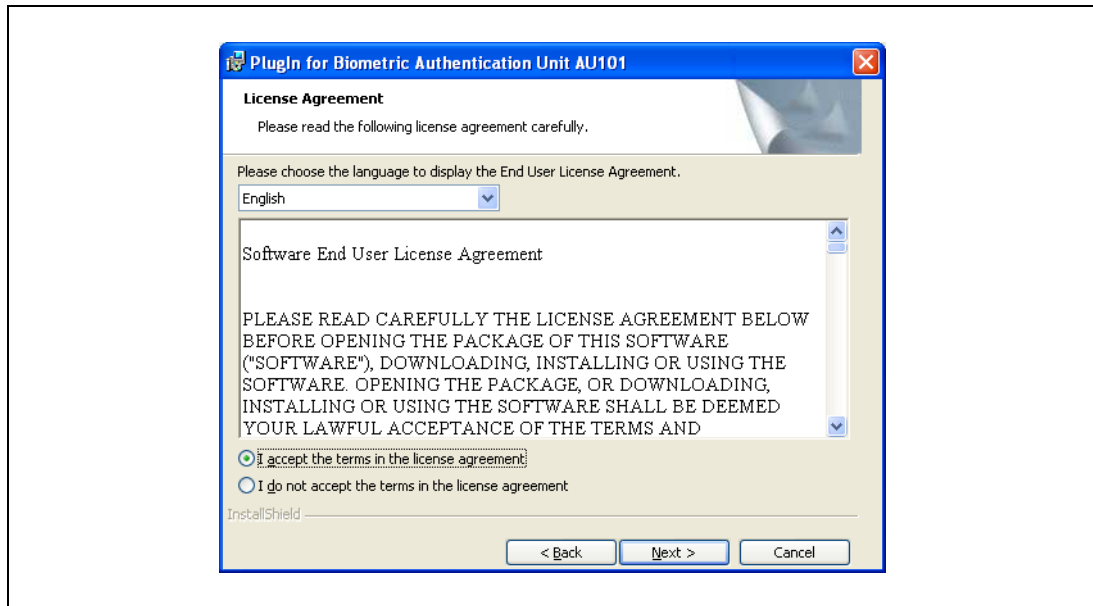 PlugIn for Biometric Authentication Unit AU101
License Agreement
Please read the following license agreement carefully.
Please choose the language to display the End User License Agreement.
English
Software End User License Agreement
PLEASE READ CAREFULLY THE LICENSE AGREEMENT BELOW
BEFORE OPENING THE PACKAGE OF THIS SOFTWARE
("SOFTWARE"), DOWNLOADING, INSTALLING OR USING THE
SOFTWARE. OPENING THE PACKAGE, OR DOWNLOADING,
INSTALLING OR USING THE SOFTWARE SHALL BE DEEMED
YOUR LAWFUL ACCEPTANCE OF THE TERMS AND
I accept the terms in the license agreement
I do not accept the terms in the license agreement
InstallShield
< Back Next > Cancel